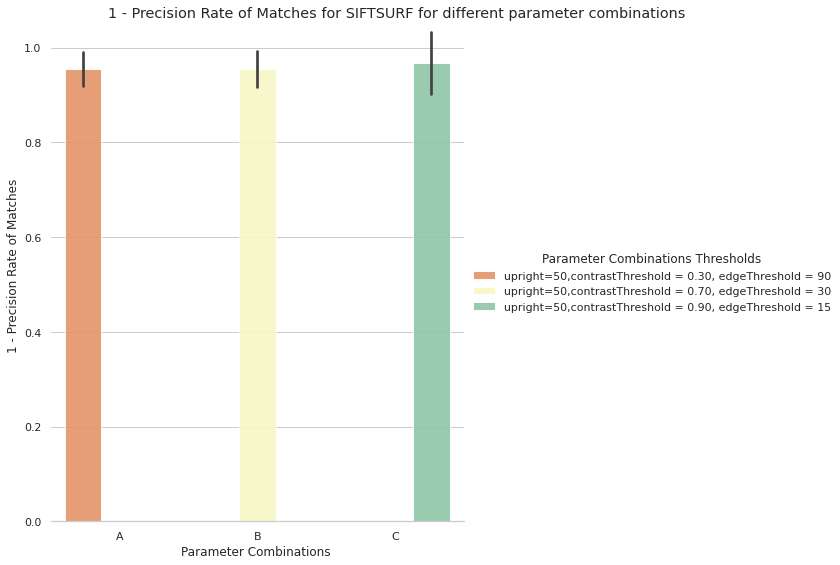 1 - Precision Rate of Matches for SIFTSURF for different parameter combinations
1 - Precision Rate of Matches
1.0
0.8
0.6
0.4
0.2
0.0
A
B
C
Parameter Combinations
Parameter Combinations Thresholds
upright=50,contrastThreshold = 0.30, edgeThreshold = 90
upright=50,contrastThreshold = 0.70, edgeThreshold = 30
upright=50,contrastThreshold = 0.90, edgeThreshold = 15